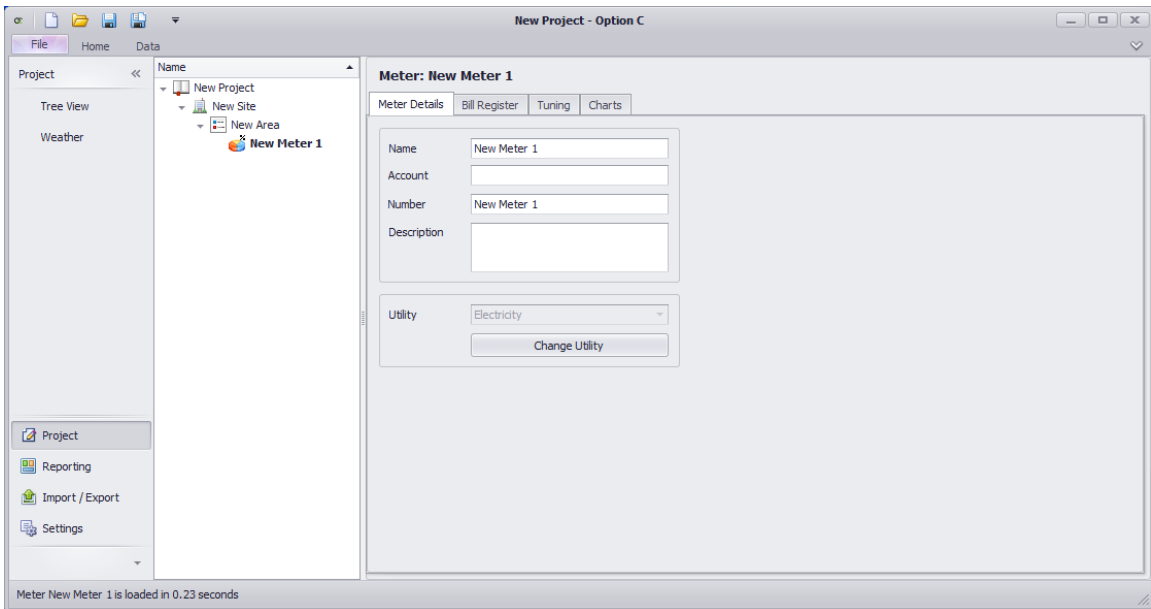 New Project - Option C
File Home Data
Project
Tree View
Weather
Project
Reporting
Import / Export
Settings
Name
New Project
New Site
New Area
New Meter 1
Meter: New Meter 1
Meter Details Bill Register Tuning Charts
Name New Meter 1
Account
Number New Meter 1
Description
Utility Electricity
Change Utility
Meter New Meter 1 is loaded in 0.23 seconds